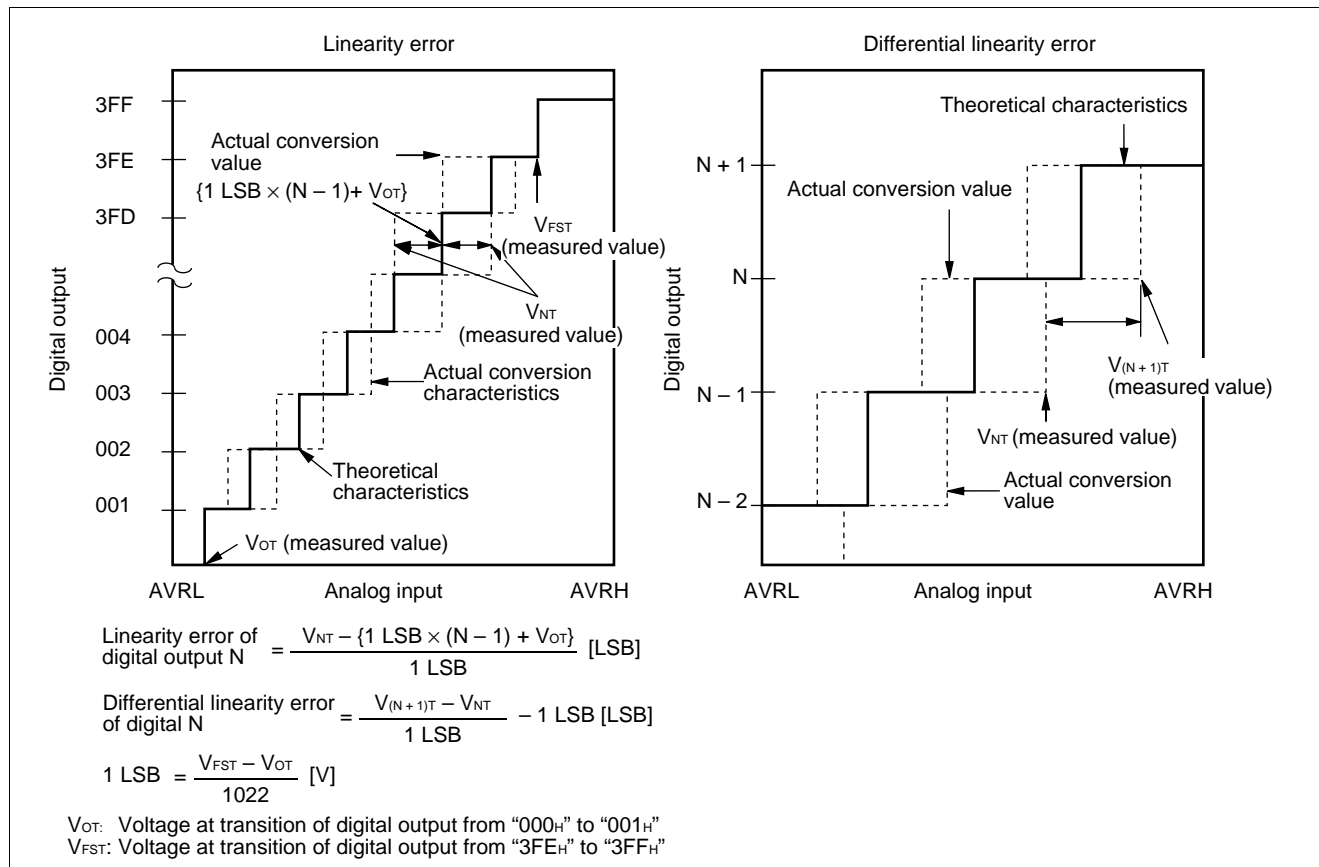 Linearity error
3FF
3FE
3FD
004
003
002
001
Digital output
Actual conversion
value
{1 LSB × (N – 1)+ VOT}
VFST
(measured value)
VNT
(measured value)
Actual conversion
characteristics
Theoretical
characteristics
VOT (measured value)
AVRL
Analog input
AVRH
Differential linearity error
Theoretical characteristics
N + 1
Actual conversion value
N
Digital output
V(N + 1)T
(measured value)
N – 1
VNT (measured value)
Actual conversion
value
N – 2
AVRL
Analog input
AVRH
Linearity error of
digital output N
= VNT – {1 LSB × (N – 1) + VOT}
1 LSB
[LSB]
Differential linearity error
of digital N
= V(N + 1)T – VNT
1 LSB
– 1 LSB [LSB]
1 LSB = VFST – VOT
1022
[V]
VOT: Voltage at transition of digital output from “000H” to “001H”
VFST: Voltage at transition of digital output from “3FEH” to “3FFH”